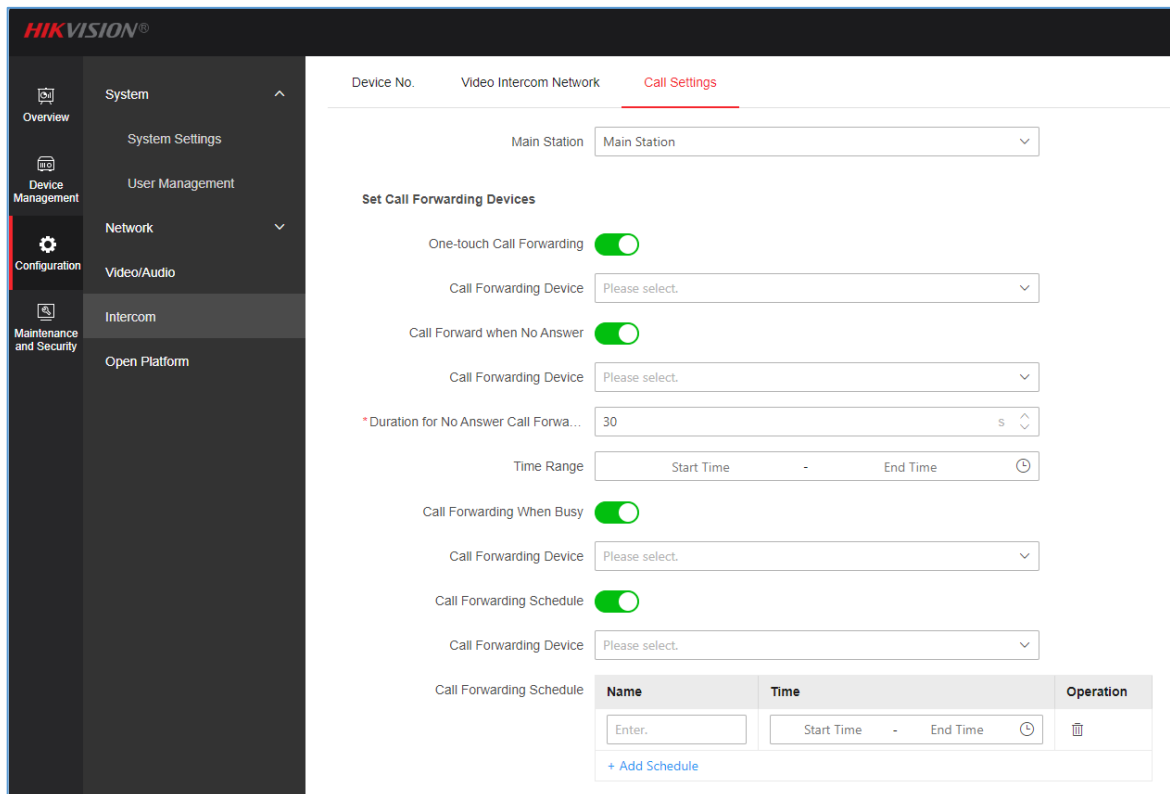 HIKVISION®
Overview
Device
Management
Configuration
Maintenance
and Security
System
System Settings
User Management
Network
Video/Audio
Intercom
Open Platform
Device No. Video Intercom Network Call Settings
Main Station Main Station
Set Call Forwarding Devices
One-touch Call Forwarding
Call Forwarding Device Please select.
Call Forward when No Answer
Call Forwarding Device Please select.
*Duration for No Answer Call Forwa... 30 s
Time Range Start Time - End Time
Call Forwarding When Busy
Call Forwarding Device Please select.
Call Forwarding Schedule
Call Forwarding Device Please select.
Call Forwarding Schedule Name Time Operation
Enter. Start Time - End Time
+ Add Schedule